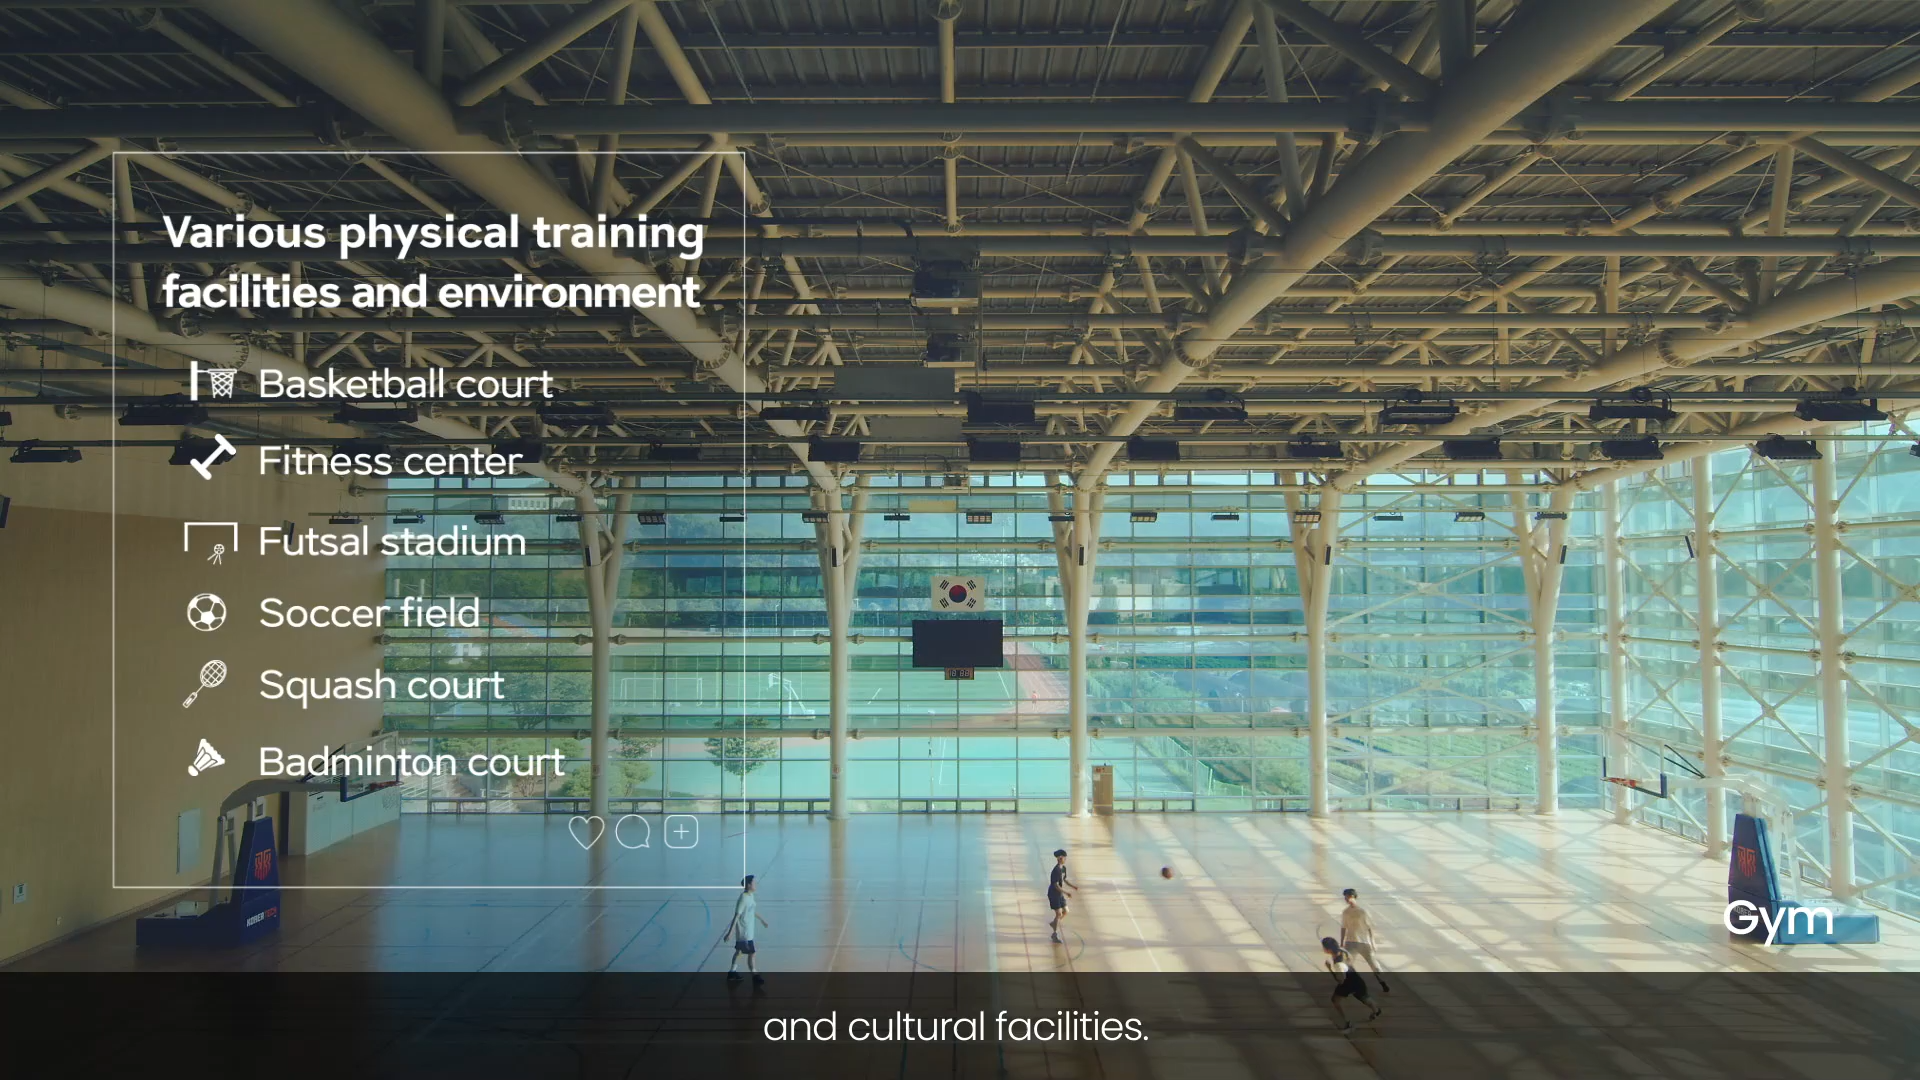 Various physical training
facilities and environment
Basketball court
Fitness center
Futsal stadium
Soccer field
Squash court
Badminton court
Gym
and cultural facilities.